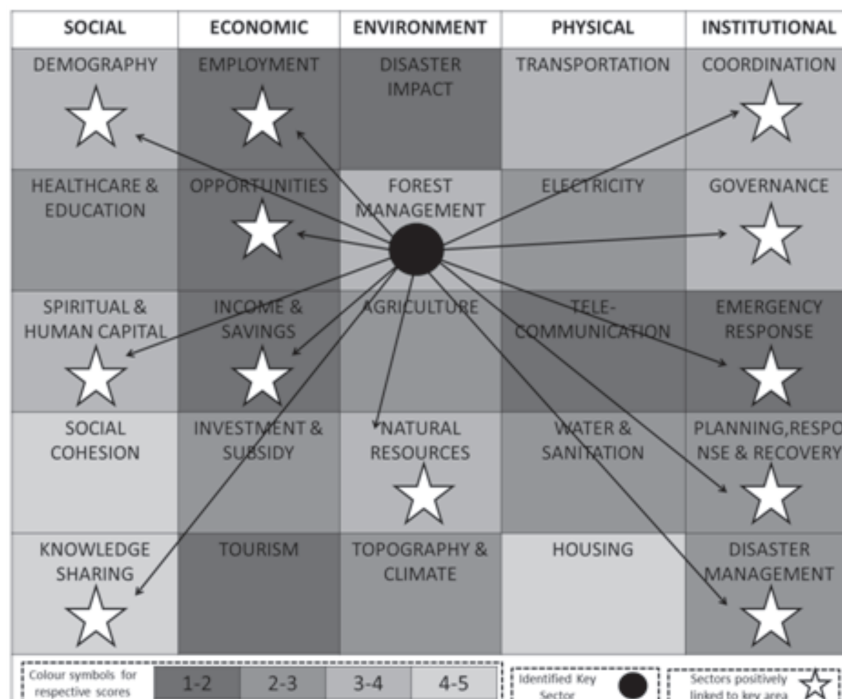 SOCIAL ECONOMIC ENVIRONMENT PHYSICAL INSTITUTIONAL
DEMOGRAPHY
EMPLOYMENT
DISASTER
IMPACT
TRANSPORTATION
COORDINATION
HEALTHCARE &
EDUCATION
OPPORTUNITIES
FOREST
MANAGEMENT
ELECTRICITY
GOVERNANCE
SPIRITUAL &
HUMAN CAPITAL
INCOME &
SAVINGS
AGRICULTURE
TELE-
COMMUNICATION
EMERGENCY
RESPONSE
SOCIAL
COHESION
INVESTMENT &
SUBSIDY
NATURAL
RESOURCES
WATER &
SANITATION
PLANNING,RESPO
NSE & RECOVERY
KNOWLEDGE
SHARING
TOURISM
TOPOGRAPHY &
CLIMATE
HOUSING
DISASTER
MANAGEMENT
Colour symbols for
respective scores
1-2 2-3 3-4 4-5
Identified Key
Sector
Sectors positively
linked to key area